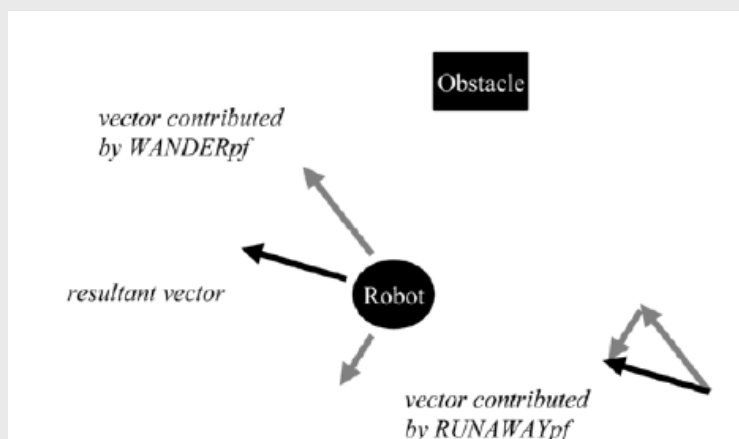 Obstacle
vector contributed
by WANDERpf
resultant vector
Robot
vector contributed
by RUNAWAYpf